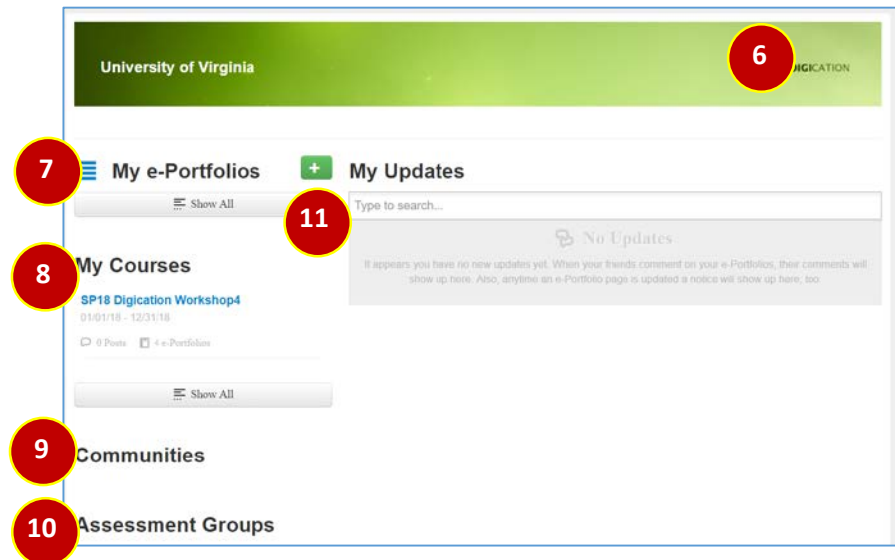 University of Virginia
6
DIGICATION
7
My e-Portfolios
+
Show All
8
My Courses
SP18 Digication Workshop4
01/01/18 - 12/31/18
0 Posts 4 e-Portfolios
Show All
9
Communities
10
Assessment Groups
My Updates
11
Type to search...
No Updates
It appears you have no new updates yet. When your friends comment on your e-Portfolios, their comments will
show up here. Also, anytime an e-Portfolio page is updated a notice will show up here, too.